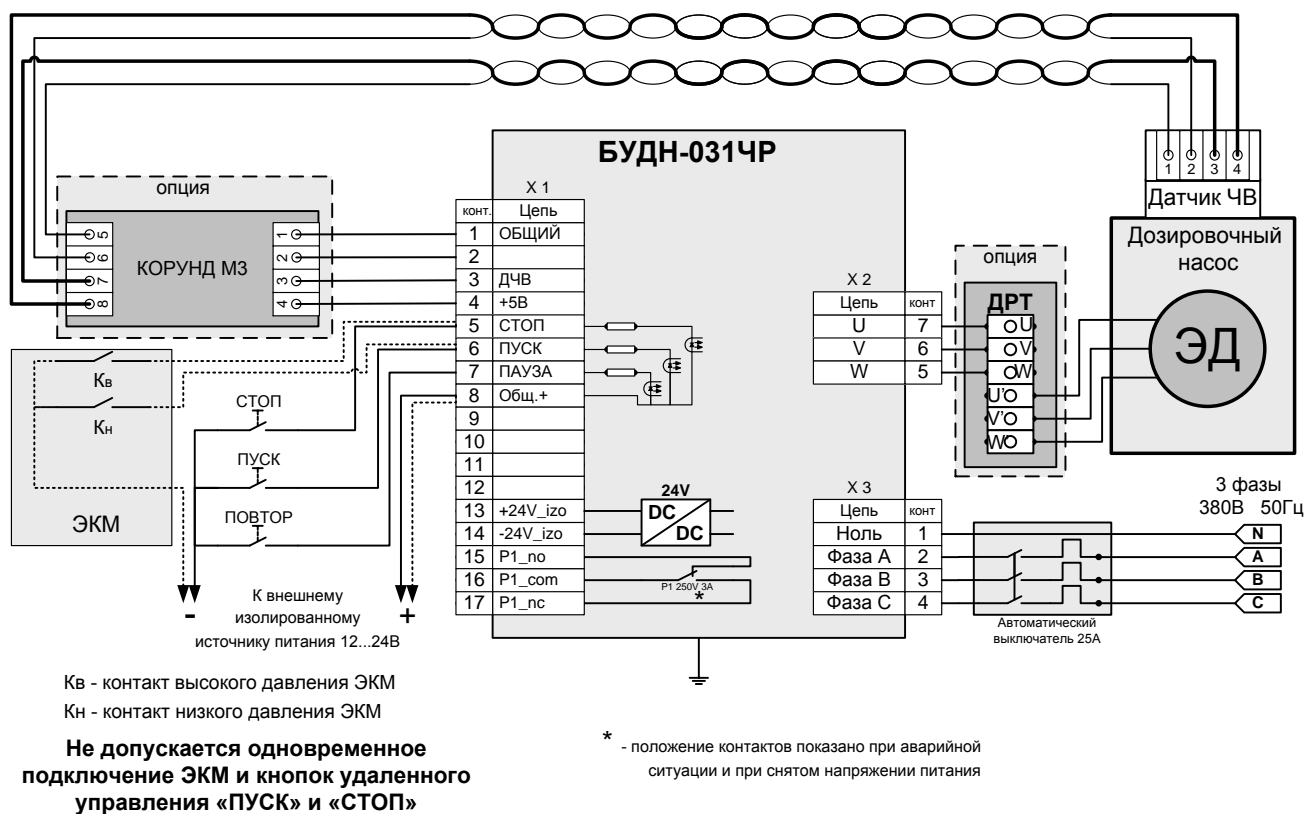 БУДН-031ЧР
1 2 3 4
Датчик ЧВ
Дозировочный
насос
ЭД
опция
КОРУНД М3
5 1
6 2
7 3
8 4
X 1
конт. Цепь
1 ОБЩИЙ
2
3 ДЧВ
4 +5В
5 СТОП
6 ПУСК
7 ПАУЗА
8 Общ.+
9
10
11
12
13 +24V_izo
14 -24V_izo
15 P1_no
16 P1_com
17 P1_nc
24V
DC
DC
P1 250V 3A
*
X 2
Цепь конт
U 7
V 6
W 5
опция
ДРТ
U
V
W
U'
V'
W'
X 3
Цепь конт
Ноль 1
Фаза А 2
Фаза В 3
Фаза С 4
Автоматический
выключатель 25А
3 фазы
380В 50Гц
N
A
B
C
Кв
Кн
ЭКМ
СТОП
ПУСК
ПОВТОР
- +
К внешнему
изолированному
источнику питания 12...24В
Кв - контакт высокого давления ЭКМ
Кн - контакт низкого давления ЭКМ
Не допускается одновременное
подключение ЭКМ и кнопок удаленного
управления «ПУСК» и «СТОП»
* - положение контактов показано при аварийной
ситуации и при снятом напряжении питания